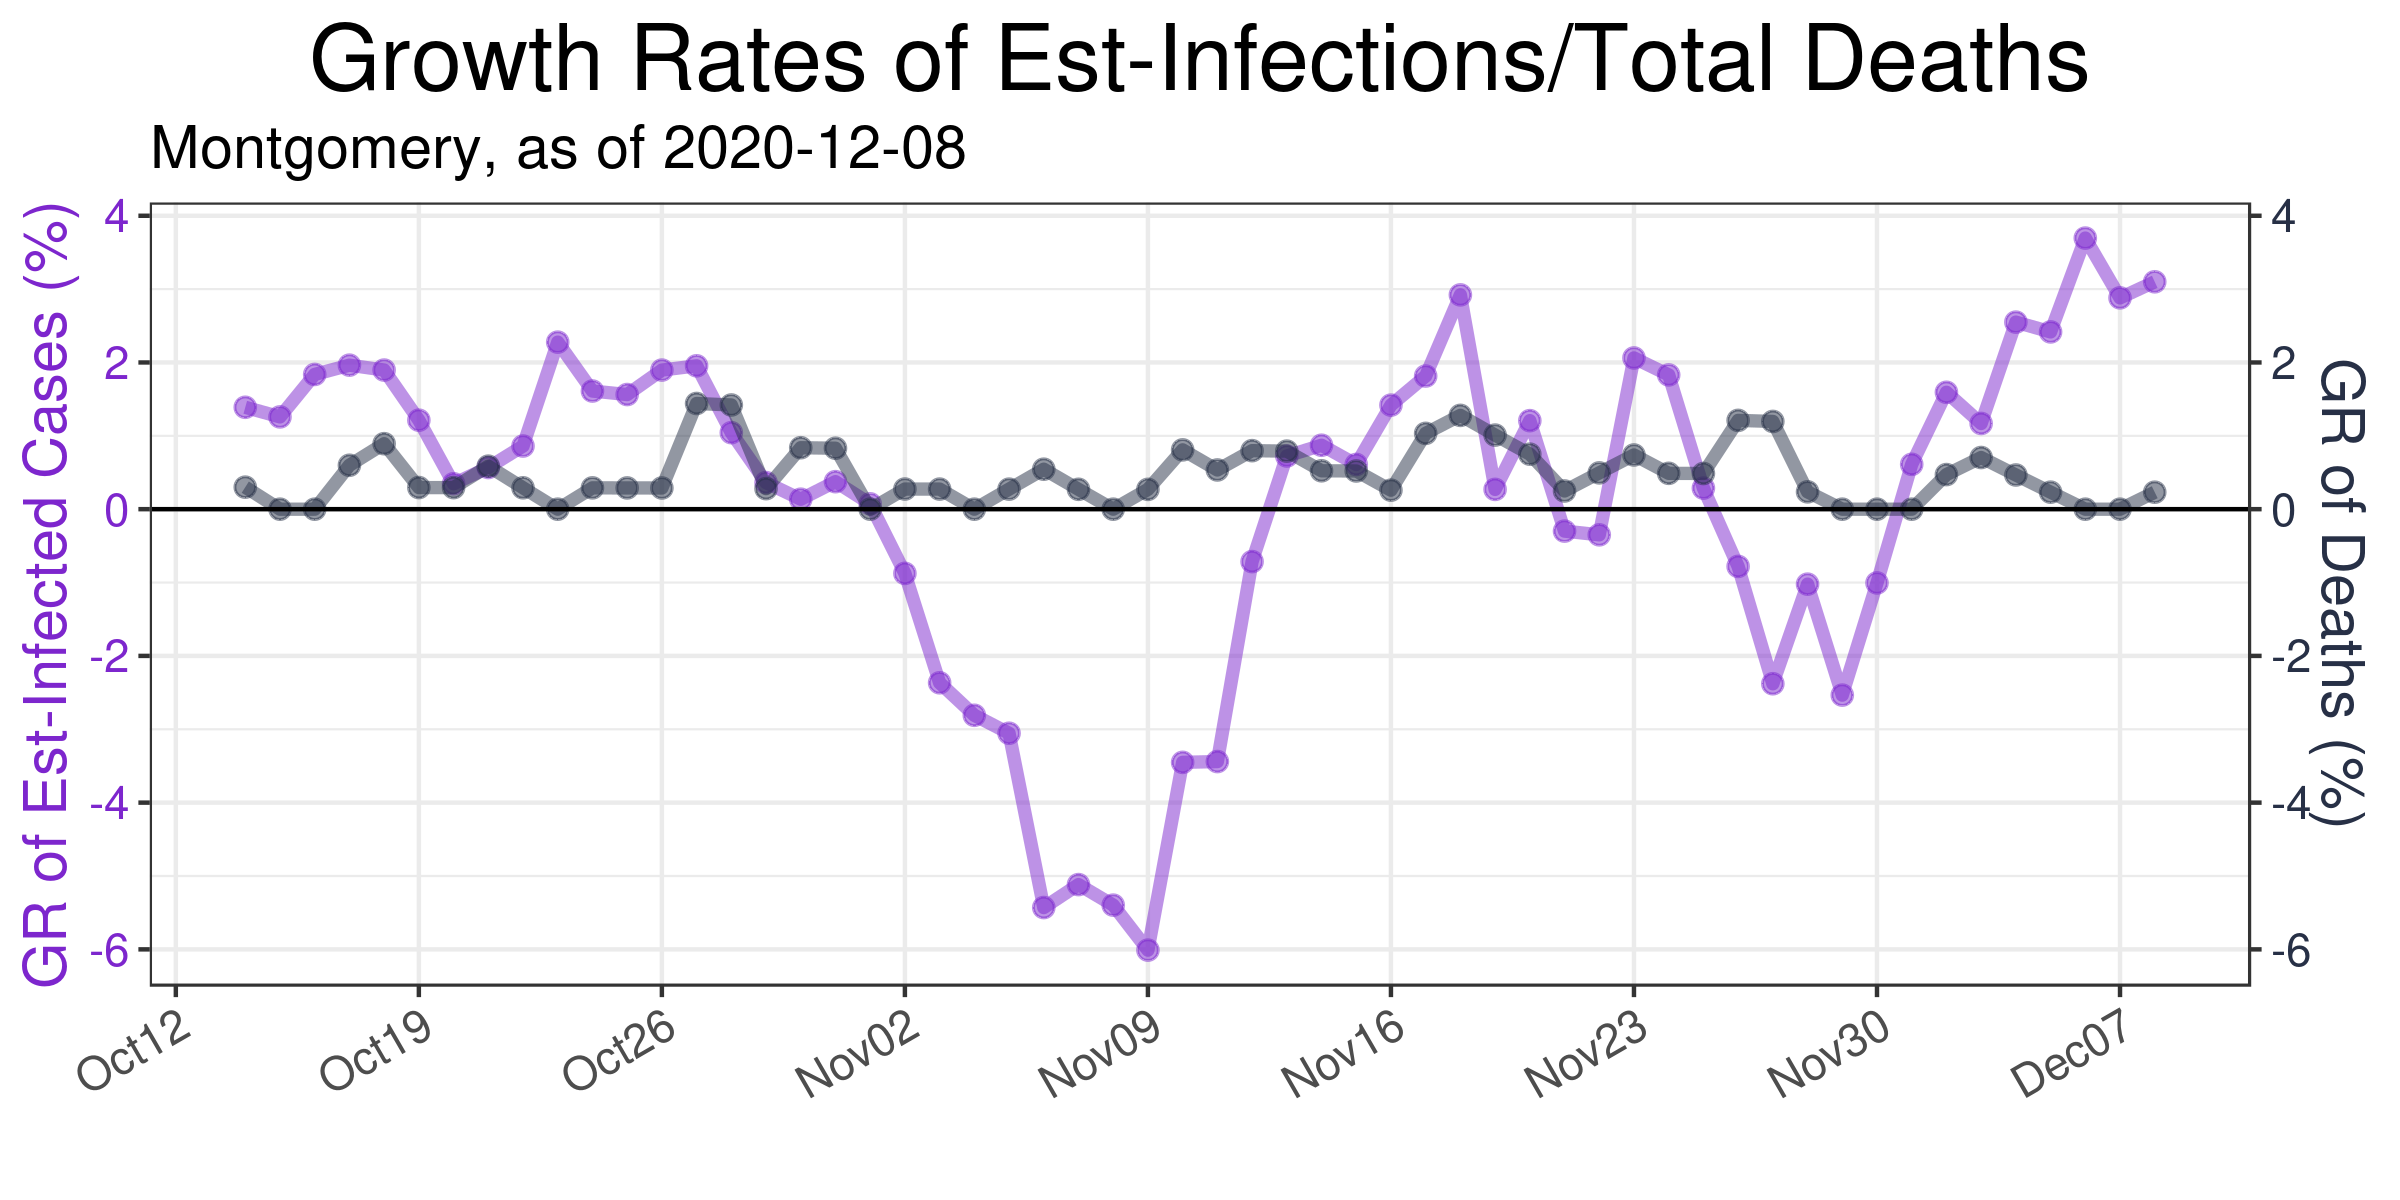 Growth Rates of Est-Infections/Total Deaths
Montgomery, as of 2020-12-08
GR of Est-Infected Cases (%)
4
2
0
-2
-4
-6
4
2
0
-2
-4
-6
GR of Deaths (%)
Oct12
Oct19
Oct26
Nov02
Nov09
Nov16
Nov23
Nov30
Dec07